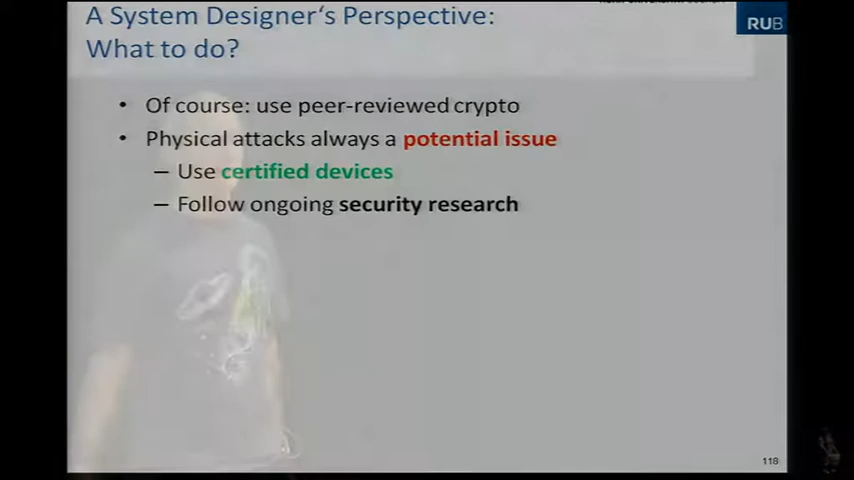 A System Designer‘s Perspective:
What to do?
RUB
• Of course: use peer-reviewed crypto
• Physical attacks always a potential issue
– Use certified devices
– Follow ongoing security research
118